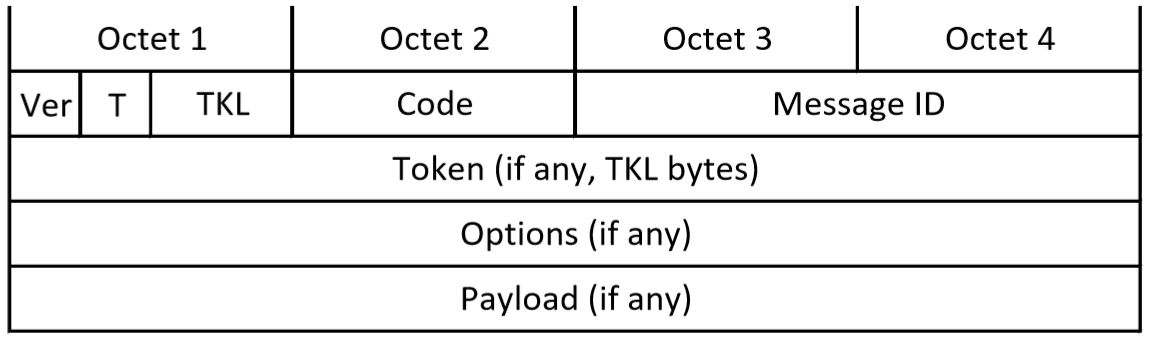 Octet 1 Octet 2 Octet 3 Octet 4
Ver T TKL Code Message ID
Token (if any, TKL bytes)
Options (if any)
Payload (if any)